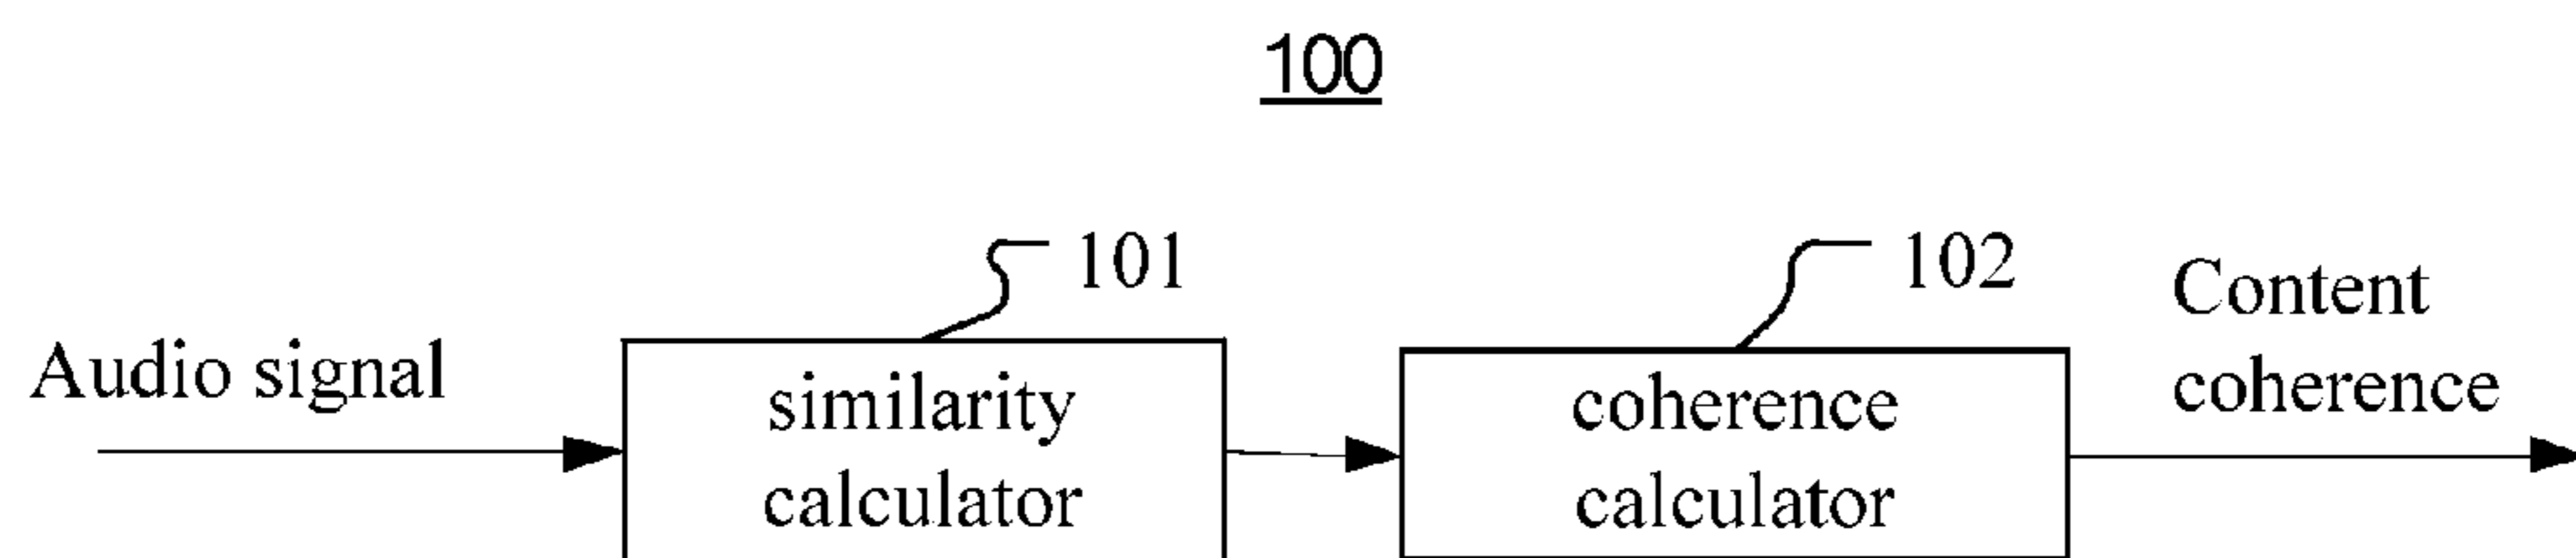 100
101
102
Audio signal
similarity
calculator
coherence
calculator
Content
coherence